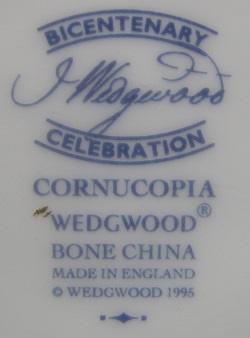 BICENTENARY
J Wedgwood
CELEBRATION
CORNUCOPIA
WEDGWOOD®
BONE CHINA
MADE IN ENGLAND
© WEDGWOOD 1995